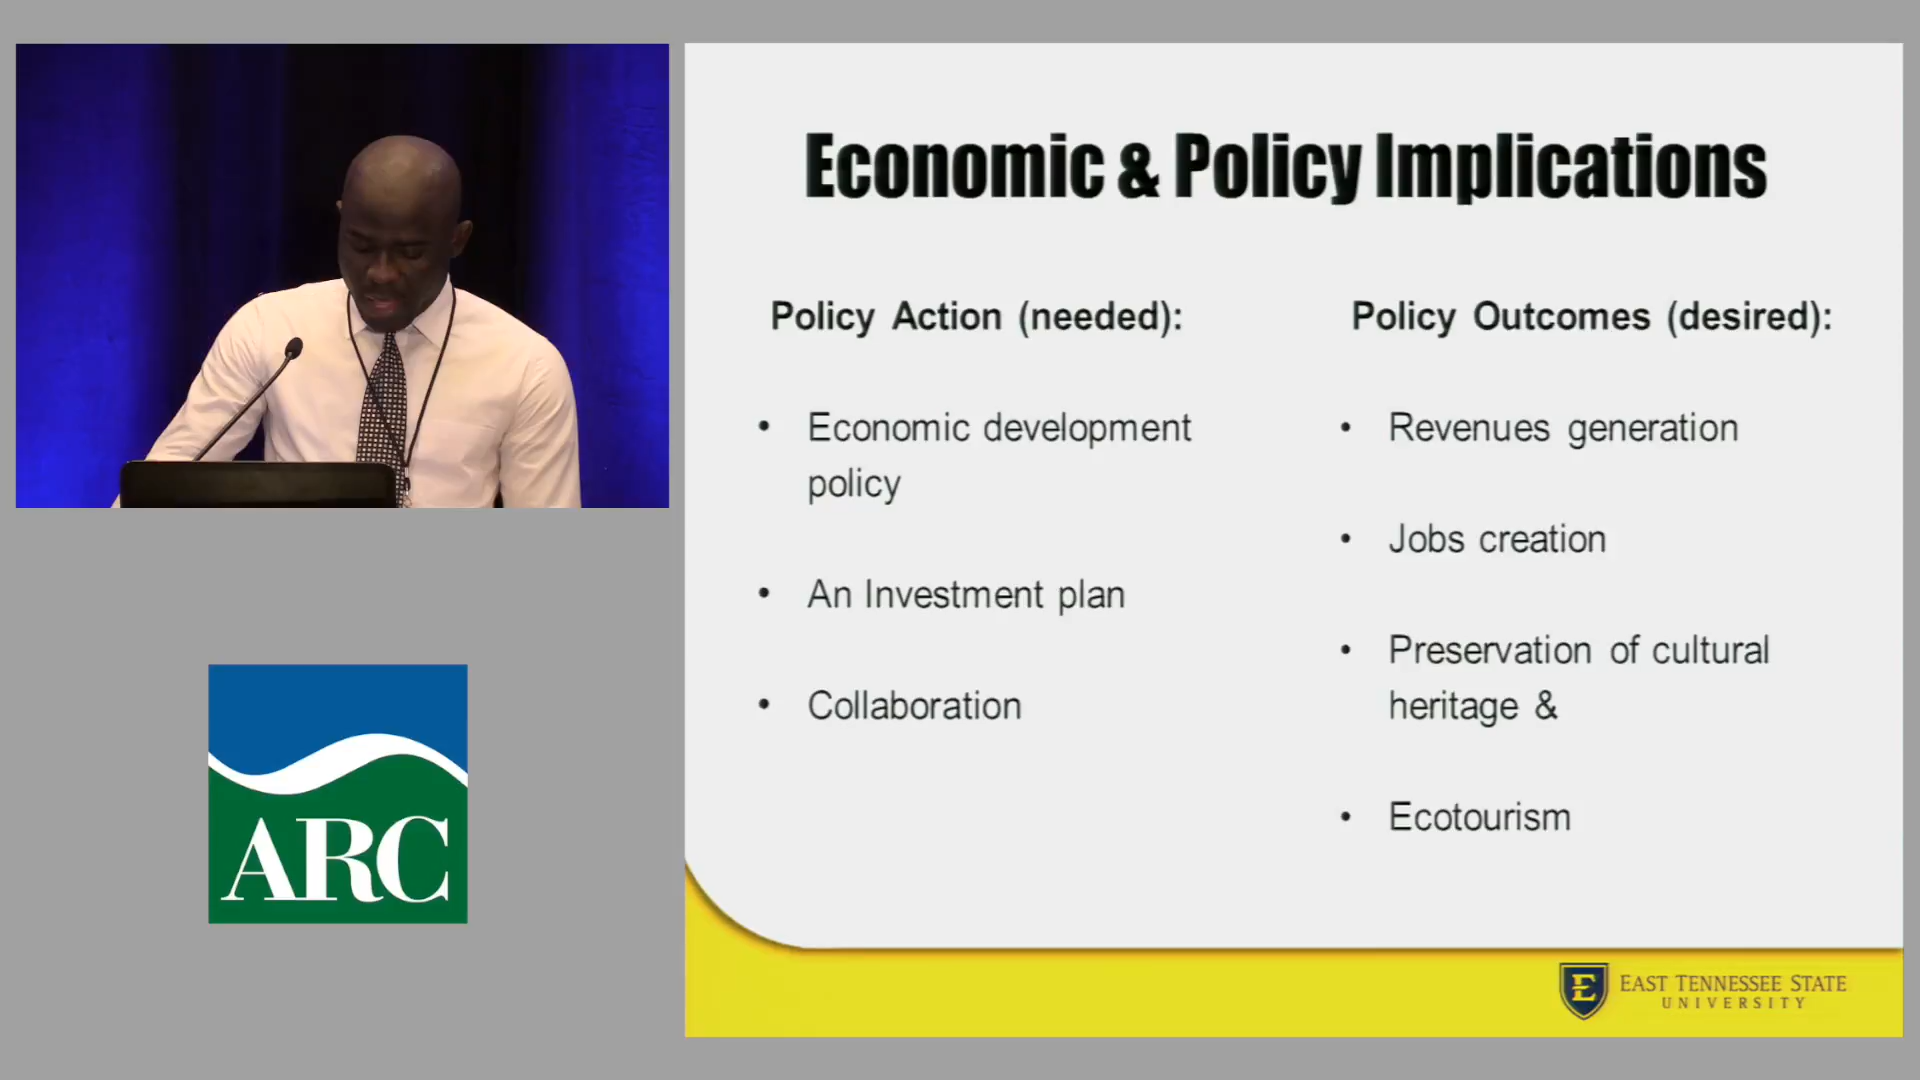 Economic & Policy Implications
Policy Action (needed):
• Economic development
policy
• An Investment plan
• Collaboration
Policy Outcomes (desired):
• Revenues generation
• Jobs creation
• Preservation of cultural
heritage &
• Ecotourism
ARC
E
EAST TENNESSEE STATE
UNIVERSITY